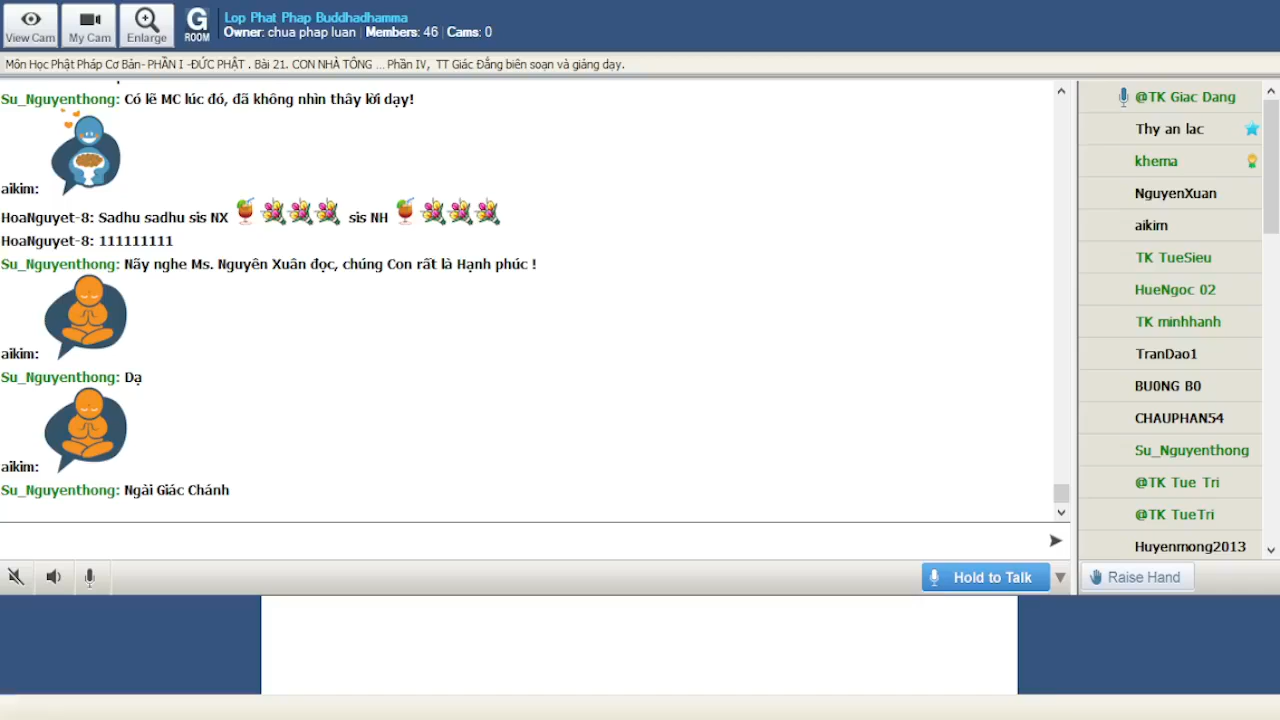 View Cam
My Cam
Enlarge
G
ROOM
Lop Phat Phap Buddhadhamma
Owner: chua phap luan | Members: 46 | Cams: 0
Môn Học Phật Pháp Cơ Bản- PHẦN I -ĐỨC PHẬT . Bài 21. CON NHÀ TÔNG ... Phần IV, TT Giác Đẳng biên soạn và giảng dạy.
Su_Nguyenthong: Có lẽ MC lúc đó, đã không nhìn thây lời dạy!
aikim:
HoaNguyet-8: Sadhu sadhu sis NX sis NH
HoaNguyet-8: 111111111
Su_Nguyenthong: Nãy nghe Ms. Nguyên Xuân đọc, chúng Con rất là Hạnh phúc !
aikim:
Su_Nguyenthong: Dạ
aikim:
Su_Nguyenthong: Ngài Giác Chánh
@TK Giac Dang
Thy an lac
khema
NguyenXuan
aikim
TK TueSieu
HueNgoc 02
TK minhhanh
TranDao1
BU0NG B0
CHAUPHAN54
Su_Nguyenthong
@TK Tue Tri
@TK TueTri
Huyenmong2013
Hold to Talk
Raise Hand